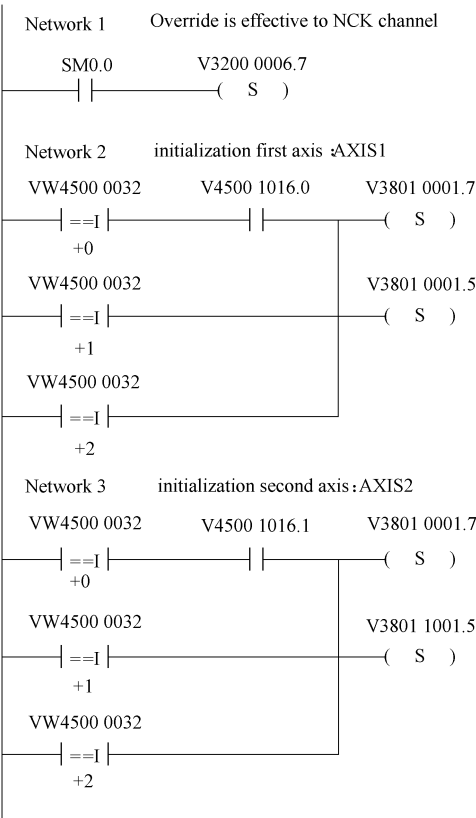 Network 1 Override is effective to NCK channel
SM0.0 V3200 0006.7
( S )
Network 2 initialization first axis :AXIS1
VW4500 0032 V4500 1016.0 V3801 0001.7
==I ( S )
+0
VW4500 0032 V3801 0001.5
==I ( S )
+1
VW4500 0032
==I
+2
Network 3 initialization second axis:AXIS2
VW4500 0032 V4500 1016.1 V3801 0001.7
==I ( S )
+0
VW4500 0032 V3801 1001.5
==I ( S )
+1
VW4500 0032
==I
+2